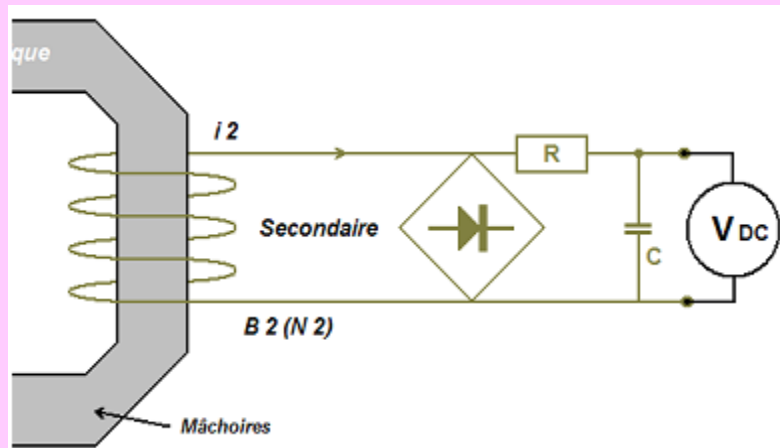 que
i 2
R
Secondaire
C
V DC
B 2 (N 2)
Mâchoires